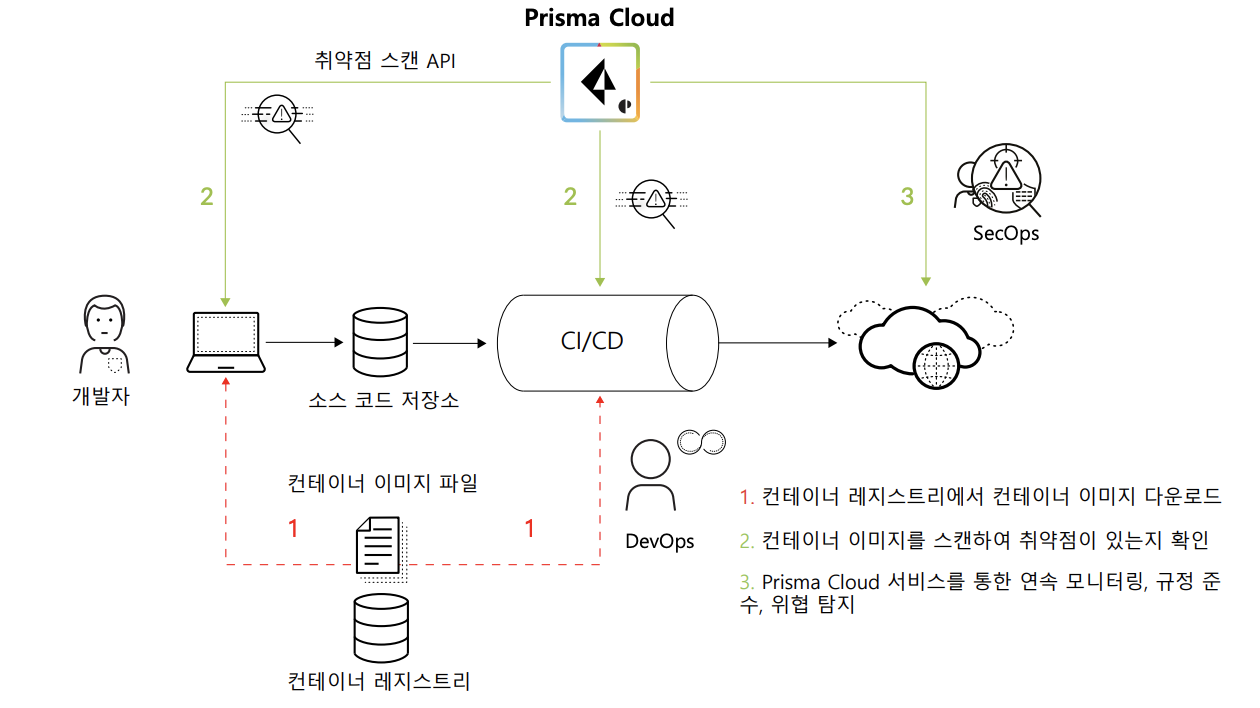 Prisma Cloud
취약점 스캔 API
2
2
3
SecOps
개발자
소스 코드 저장소
CI/CD
컨테이너 이미지 파일
1
1
DevOps
컨테이너 레지스트리
1. 컨테이너 레지스트리에서 컨테이너 이미지 다운로드
2. 컨테이너 이미지를 스캔하여 취약점이 있는지 확인
3. Prisma Cloud 서비스를 통한 연속 모니터링, 규정 준
수, 위협 탐지